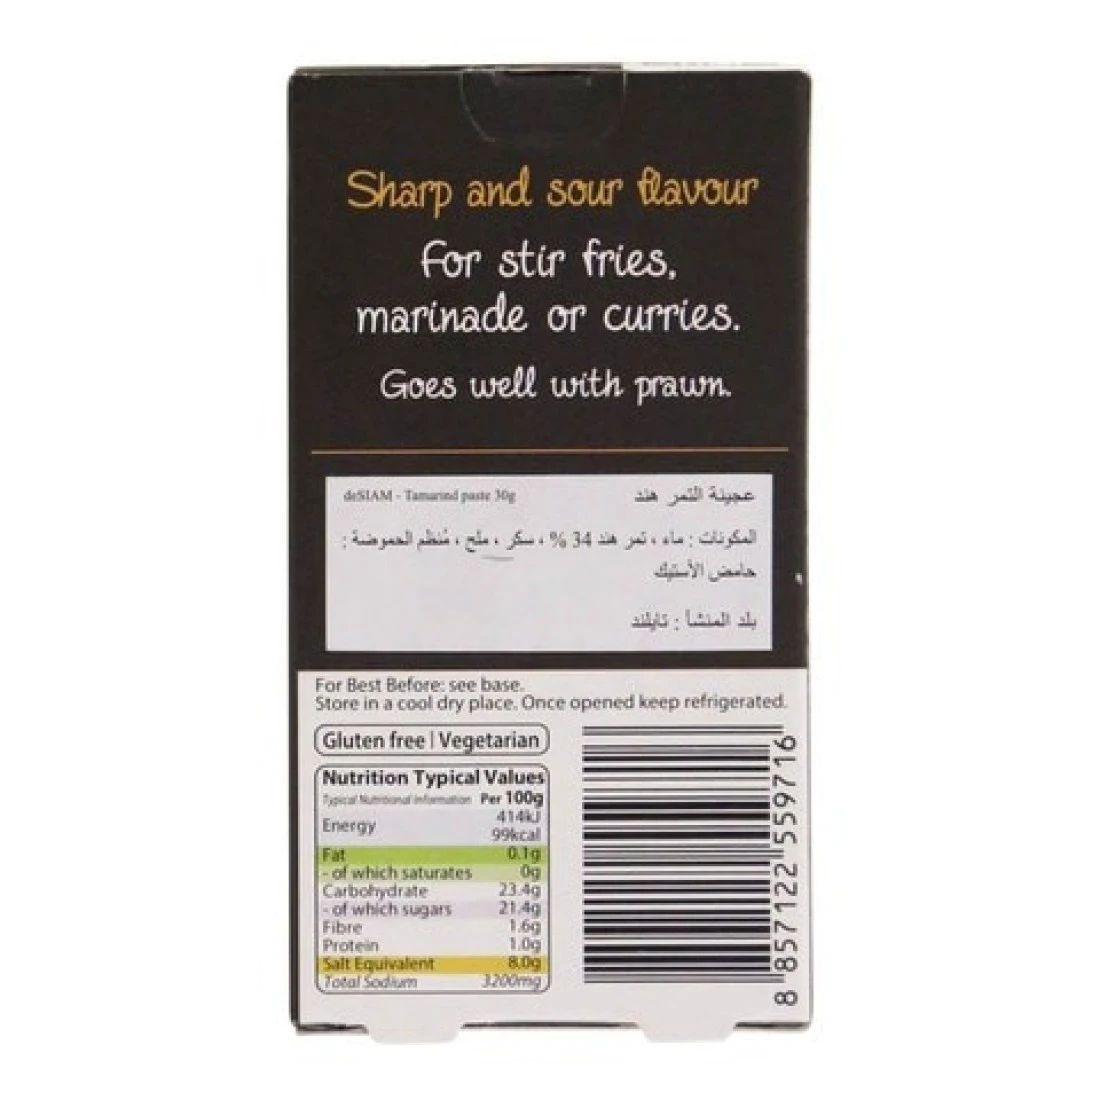 Sharp and sour flavour
For stir fries,
marinade or curries.
Goes well with prawn.
deSIAM - Tamarind paste 30g
عجينة التمر هند
المكونات : ماء ، تمر هند 34 % ، سكر ، ملح ، مُنظم الحموضة :
حامض الأستيك
بلد المنشأ : تايلند
For Best Before: see base.
Store in a cool dry place. Once opened keep refrigerated.
Gluten free | Vegetarian
Nutrition Typical Values
Typical Nutritional Information Per 100g
Energy 414kJ
99kcal
Fat 0.1g
- of which saturates 0g
Carbohydrate 23.4g
- of which sugars 21.4g
Fibre 1.6g
Protein 1.0g
Salt Equivalent 8.0g
Total Sodium 3200mg
8 857122 559716